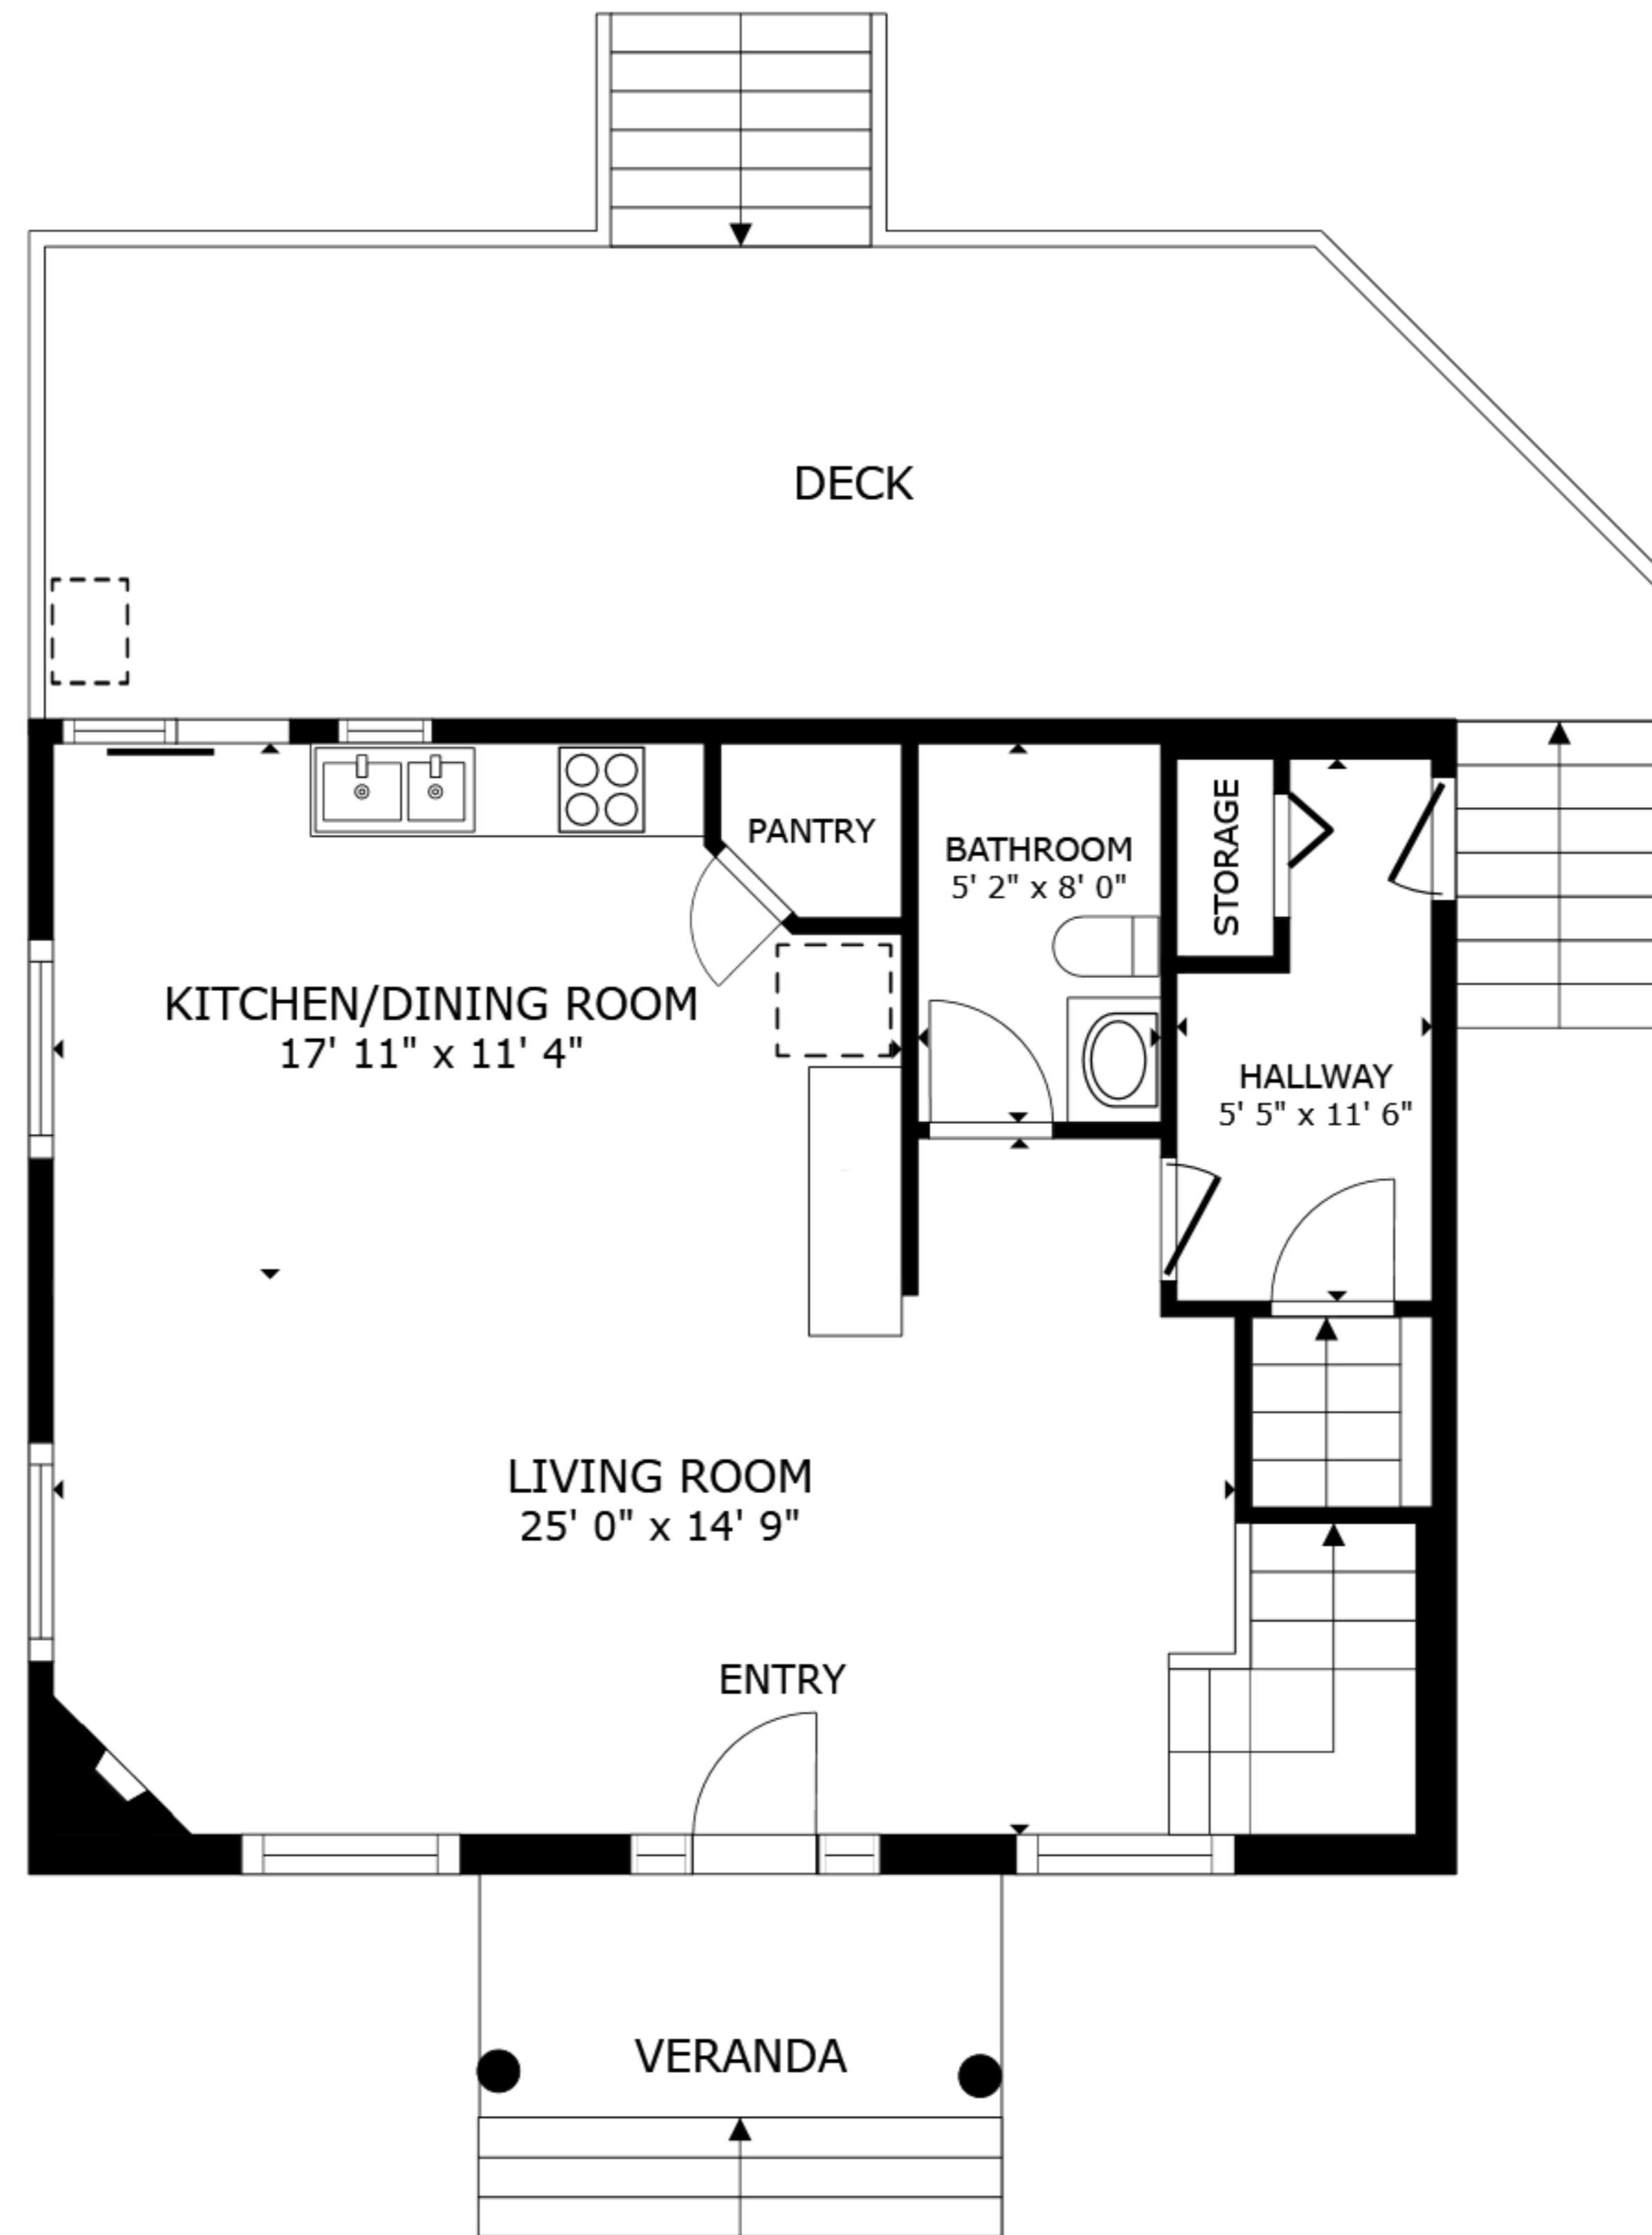 DECK
PANTRY
BATHROOM
5' 2" x 8' 0"
STORAGE
KITCHEN/DINING ROOM
17' 11" x 11' 4"
HALLWAY
5' 5" x 11' 6"
LIVING ROOM
25' 0" x 14' 9"
ENTRY
VERANDA